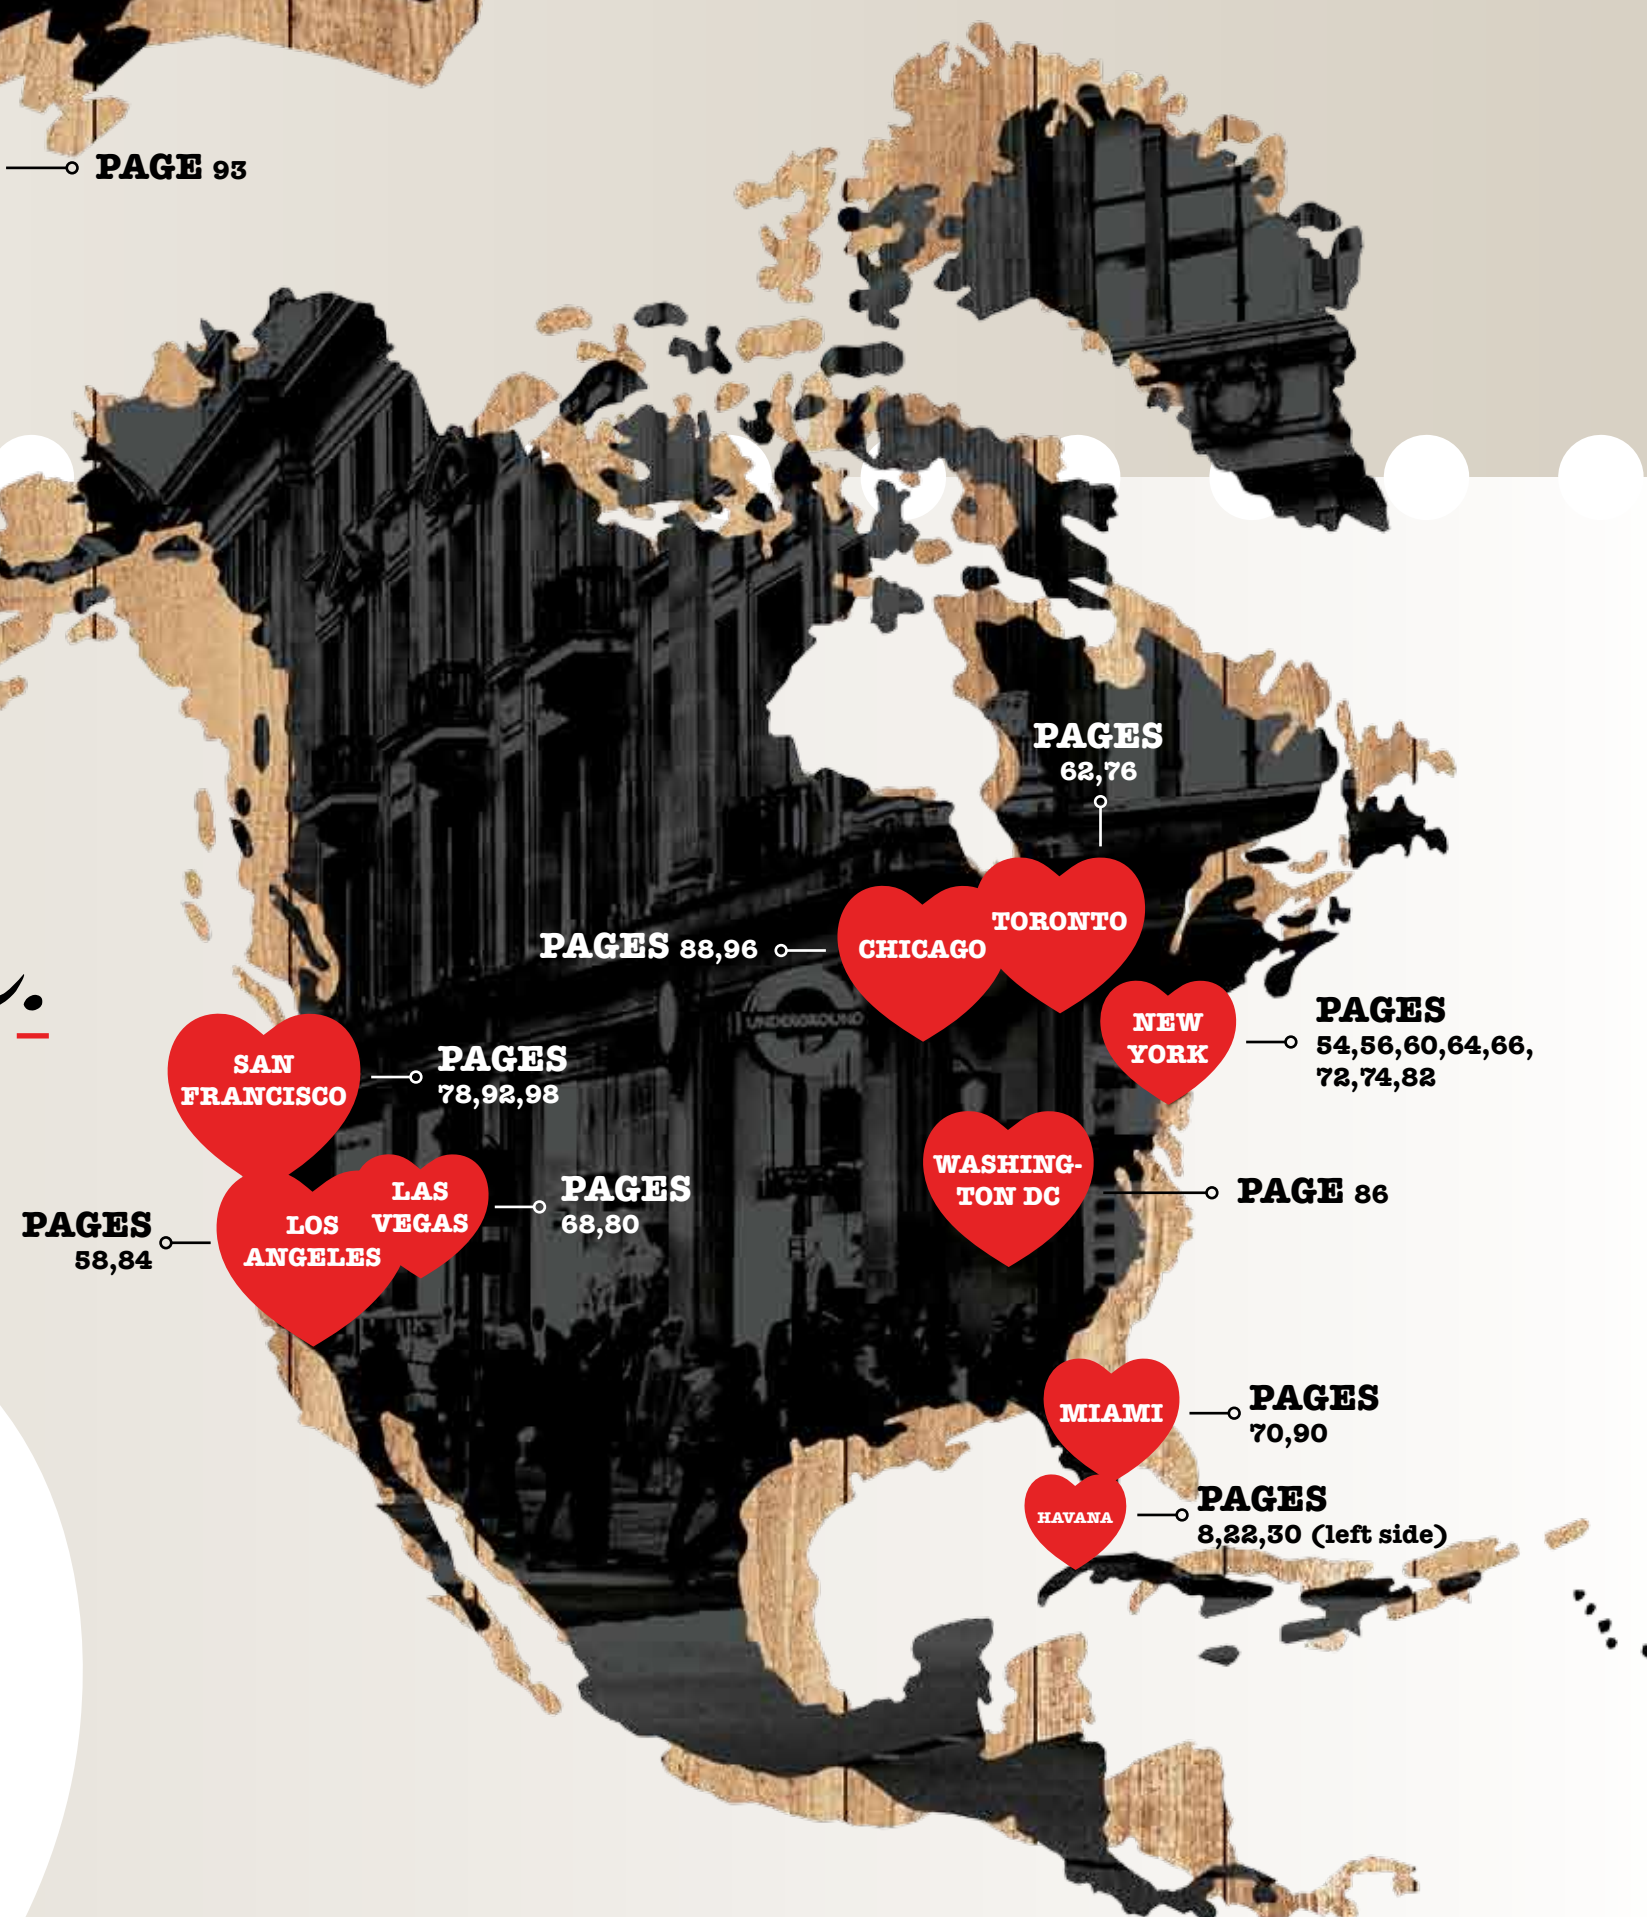 PAGE 93
PAGES
62,76
TORONTO
PAGES 88,96
CHICAGO
NEW
YORK
PAGES
54,56,60,64,66,
72,74,82
SAN
FRANCISCO
PAGES
78,92,98
WASHING-
TON DC
PAGE 86
LAS
VEGAS
PAGES
68,80
PAGES
58,84
LOS
ANGELES
MIAMI
PAGES
70,90
HAVANA
PAGES
8,22,30 (left side)
UNDERGROUND